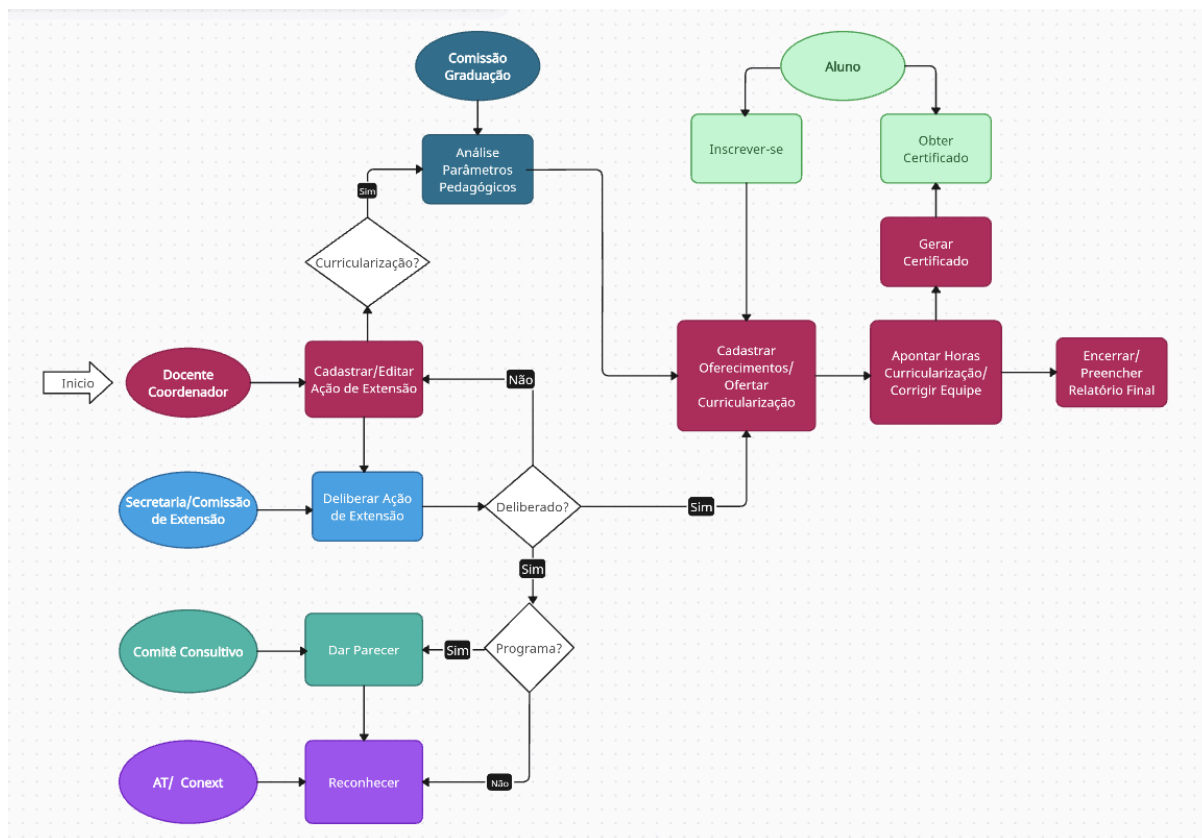 Comissão
Graduação
Aluno
Análise
Parâmetros
Pedagógicos
Inscrever-se
Obter
Certificado
Sim
Curricularização?
Gerar
Certificado
Inicio
Docente
Coordenador
Cadastrar/Editar
Ação de Extensão
Não
Cadastrar
Oferecimentos/
Ofertar
Curricularização
Apontar Horas
Curricularização/
Corrigir Equipe
Encerrar/
Preencher
Relatório Final
Secretaria/Comissão
de Extensão
Deliberar Ação
de Extensão
Deliberado?
Sim
Sim
Comitê Consultivo
Dar Parecer
Sim
Programa?
AT/ Conext
Reconhecer
Não